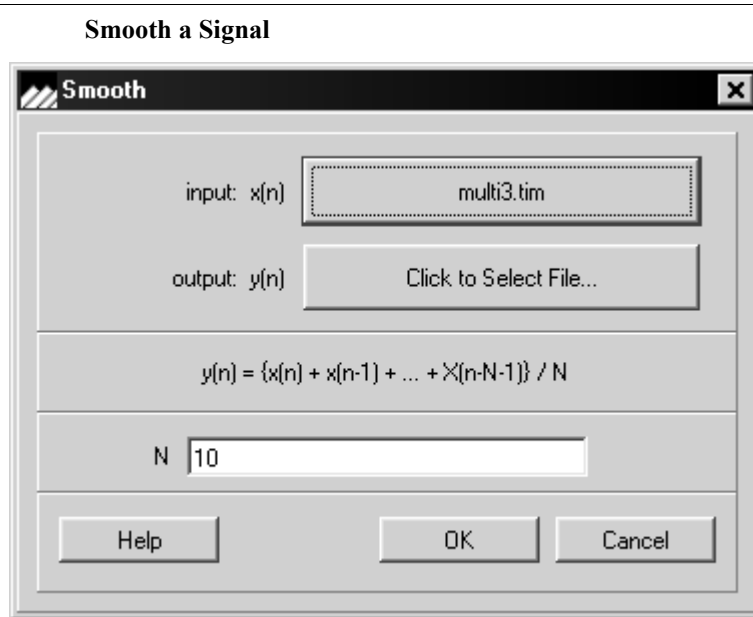 Smooth a Signal
Smooth
input: x(n) multi3.tim
output: y(n) Click to Select File...
y(n) = {x(n) + x(n-1) + ... + X(n-N-1)} / N
N 10
Help OK Cancel